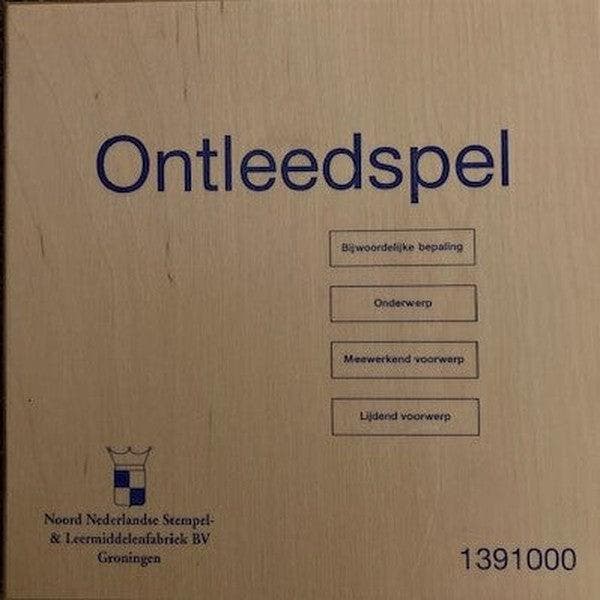 Ontleedspel
Bijwoordelijke bepaling
Onderwerp
Meewerkend voorwerp
Lijdend voorwerp
Noord Nederlandse Stempel-
& Leermiddelenfabriek BV
Groningen
1391000